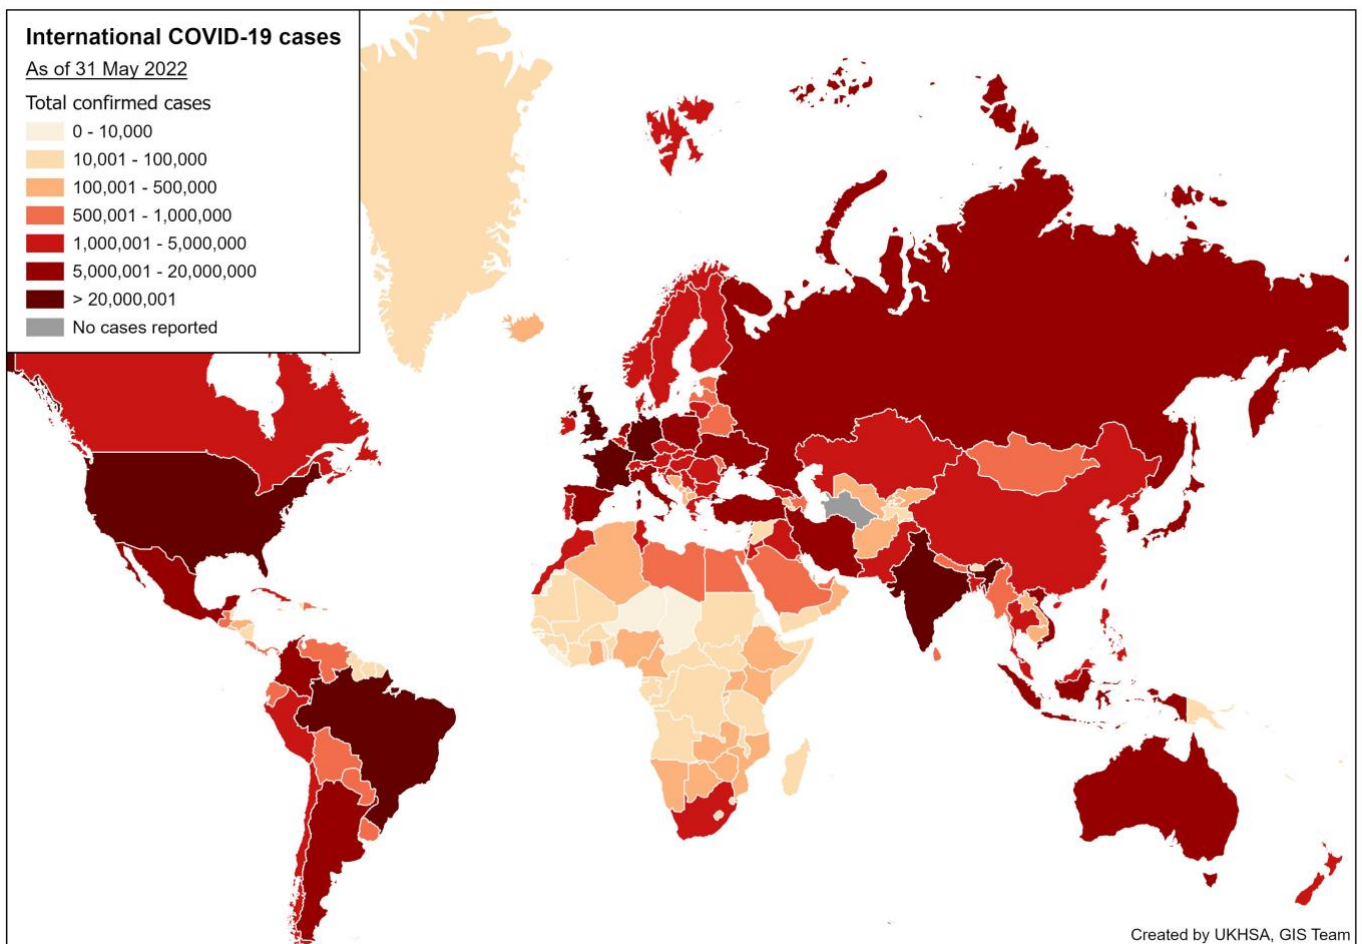 International COVID-19 cases
As of 31 May 2022
Total confirmed cases
0 - 10,000
10,001 - 100,000
100,001 - 500,000
500,001 - 1,000,000
1,000,001 - 5,000,000
5,000,001 - 20,000,000
> 20,000,001
No cases reported
Created by UKHSA, GIS Team